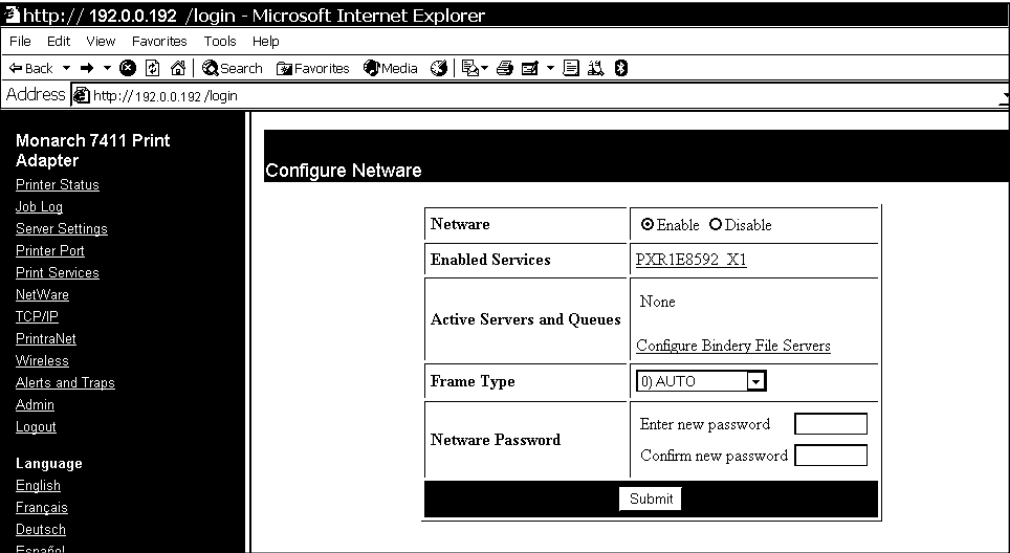 http:// 192.0.0.192 /login - Microsoft Internet Explorer
File Edit View Favorites Tools Help
Back Search Favorites Media
Address http:// 192.0.0.192 /login
Monarch 7411 Print
Adapter
Printer Status
Job Log
Server Settings
Printer Port
Print Services
NetWare
TCP/IP
PrintraNet
Wireless
Alerts and Traps
Admin
Logout
Language
English
Français
Deutsch
Español
Configure Netware
Netware Enable Disable
Enabled Services PXR1E8592_X1
Active Servers and Queues None
Configure Bindery File Servers
Frame Type 0) AUTO
Netware Password Enter new password
Confirm new password
Submit